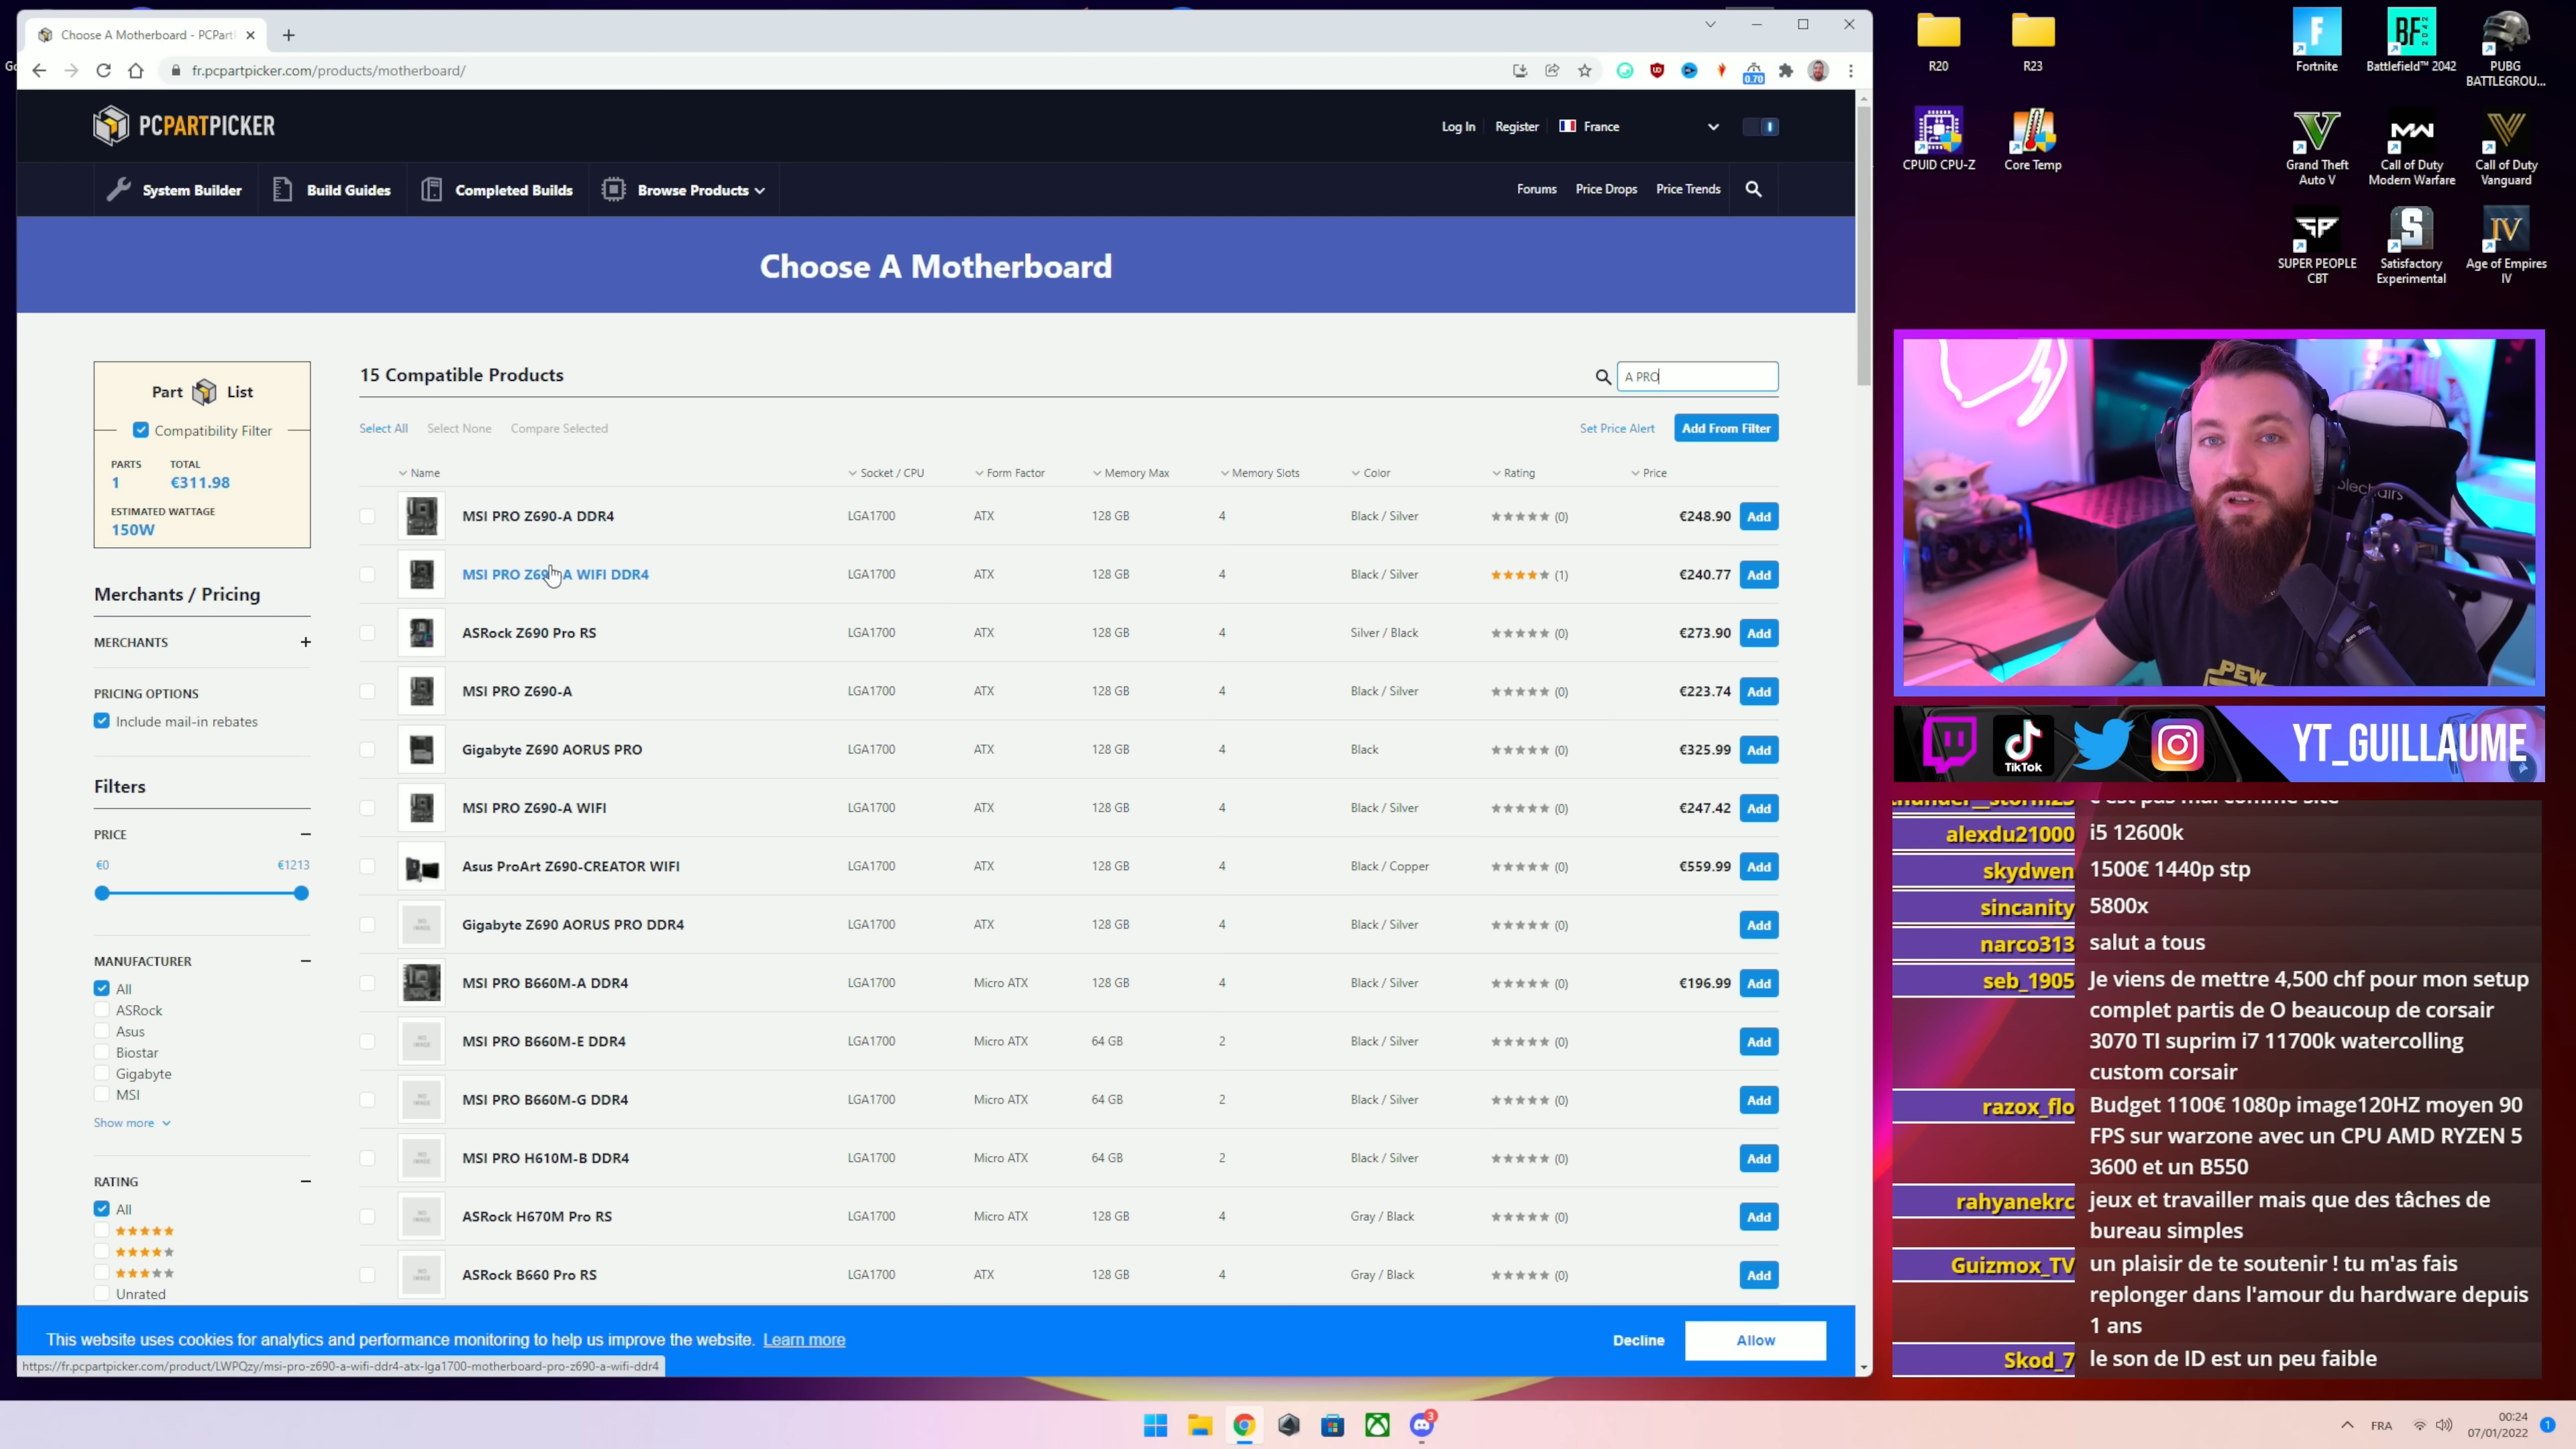 Choose A Motherboard - PCParti
fr.pcpartpicker.com/products/motherboard/
0.70
PCPARTPICKER
Log In
Register
France
System Builder
Build Guides
Completed Builds
Browse Products
Forums
Price Drops
Price Trends
Choose A Motherboard
Part List
Compatibility Filter
PARTS TOTAL
1 €311.98
ESTIMATED WATTAGE
150W
Merchants / Pricing
MERCHANTS
PRICING OPTIONS
Include mail-in rebates
Filters
PRICE
€0 €1213
MANUFACTURER
All
ASRock
Asus
Biostar
Gigabyte
MSI
Show more
RATING
All
Unrated
15 Compatible Products
A PRO
Select All Select None Compare Selected
Set Price Alert
Add From Filter
Name Socket / CPU Form Factor Memory Max Memory Slots Color Rating Price
MSI PRO Z690-A DDR4 LGA1700 ATX 128 GB 4 Black / Silver (0) €248.90 Add
MSI PRO Z690-A WIFI DDR4 LGA1700 ATX 128 GB 4 Black / Silver (1) €240.77 Add
ASRock Z690 Pro RS LGA1700 ATX 128 GB 4 Silver / Black (0) €273.90 Add
MSI PRO Z690-A LGA1700 ATX 128 GB 4 Black / Silver (0) €223.74 Add
Gigabyte Z690 AORUS PRO LGA1700 ATX 128 GB 4 Black (0) €325.99 Add
MSI PRO Z690-A WIFI LGA1700 ATX 128 GB 4 Black / Silver (0) €247.42 Add
Asus ProArt Z690-CREATOR WIFI LGA1700 ATX 128 GB 4 Black / Copper (0) €559.99 Add
Gigabyte Z690 AORUS PRO DDR4 LGA1700 ATX 128 GB 4 Black / Silver (0) Add
MSI PRO B660M-A DDR4 LGA1700 Micro ATX 128 GB 4 Black / Silver (0) €196.99 Add
MSI PRO B660M-E DDR4 LGA1700 Micro ATX 64 GB 2 Black / Silver (0) Add
MSI PRO B660M-G DDR4 LGA1700 Micro ATX 64 GB 2 Black / Silver (0) Add
MSI PRO H610M-B DDR4 LGA1700 Micro ATX 64 GB 2 Black / Silver (0) Add
ASRock H670M Pro RS LGA1700 Micro ATX 128 GB 4 Gray / Black (0) Add
ASRock B660 Pro RS LGA1700 ATX 128 GB 4 Gray / Black (0) Add
This website uses cookies for analytics and performance monitoring to help us improve the website. Learn more
Decline
Allow
https://fr.pcpartpicker.com/product/LWPQzy/msi-pro-z690-a-wifi-ddr4-atx-lga1700-motherboard-pro-z690-a-wifi-ddr4
R20
R23
Fortnite
Battlefield™ 2042
PUBG
BATTLEGROU...
CPUID CPU-Z
Core Temp
Grand Theft
Auto V
Call of Duty
Modern Warfare
Call of Duty
Vanguard
SUPER PEOPLE
CBT
Satisfactory
Experimental
Age of Empires
IV
PEW
TikTok
YT_GUILLAUME
alexdu21000 i5 12600k
skydwen 1500€ 1440p stp
sincanity 5800x
narco313 salut a tous
seb_1905 Je viens de mettre 4,500 chf pour mon setup
complet partis de O beaucoup de corsair
3070 TI suprim i7 11700k watercolling
custom corsair
razox_flo Budget 1100€ 1080p image120HZ moyen 90
FPS sur warzone avec un CPU AMD RYZEN 5
3600 et un B550
rahyanekrc jeux et travailler mais que des tâches de
bureau simples
Guizmox_TV un plaisir de te soutenir ! tu m'as fais
replonger dans l'amour du hardware depuis
1 ans
Skod_7 le son de ID est un peu faible
3
FRA
00:24
07/01/2022
1